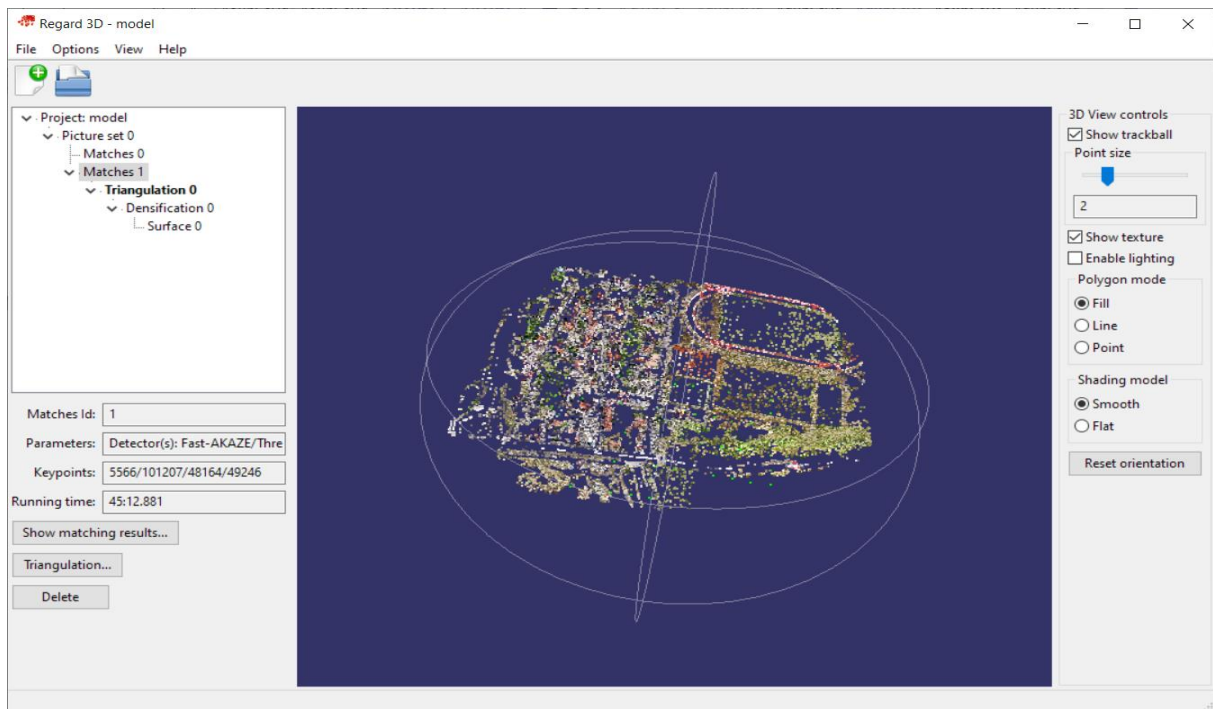 Regard 3D - model
File Options View Help
Project: model
Picture set 0
Matches 0
Matches 1
Triangulation 0
Densification 0
Surface 0
Matches Id: 1
Parameters: Detector(s): Fast-AKAZE/Thre
Keypoints: 5566/101207/48164/49246
Running time: 45:12.881
Show matching results...
Triangulation...
Delete
3D View controls
Show trackball
Point size
2
Show texture
Enable lighting
Polygon mode
Fill
Line
Point
Shading model
Smooth
Flat
Reset orientation